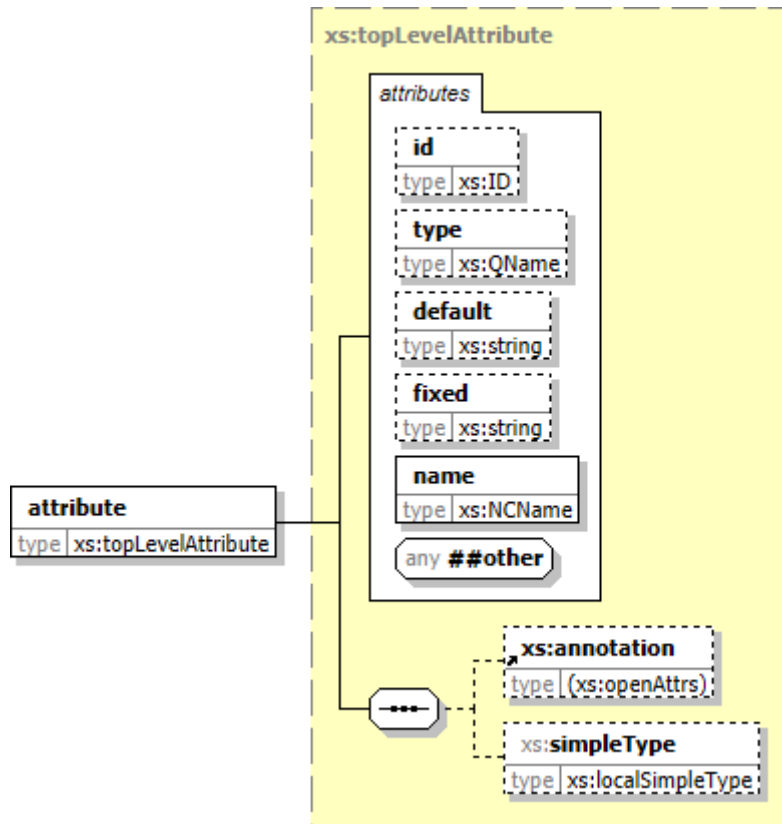 xs:topLevelAttribute
attributes
id
type xs:ID
type
type xs:QName
default
type xs:string
fixed
type xs:string
name
type xs:NCName
any ##other
attribute
type xs:topLevelAttribute
xs:annotation
type (xs:openAttrs)
xs:simpleType
type xs:localSimpleType